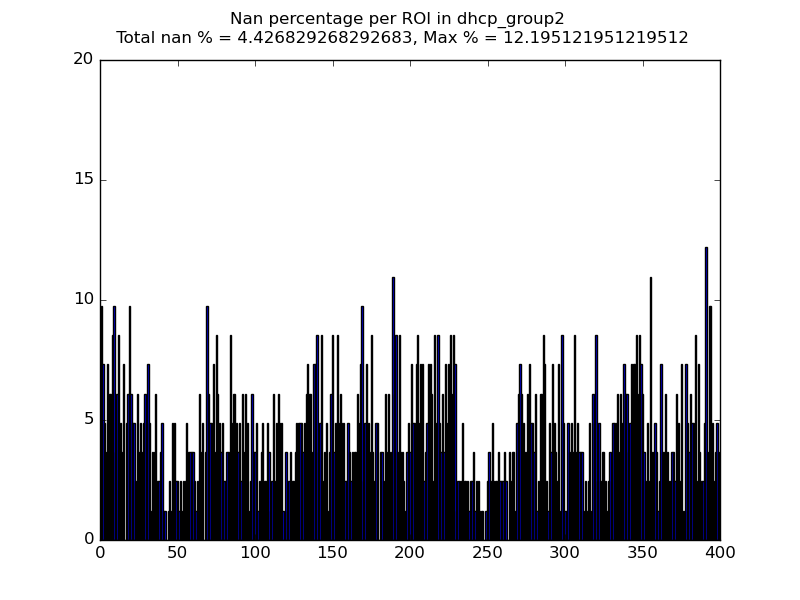 Nan percentage per ROI in dhcp_group2
Total nan % = 4.426829268292683, Max % = 12.195121951219512
20
15
10
5
0
0 50 100 150 200 250 300 350 400